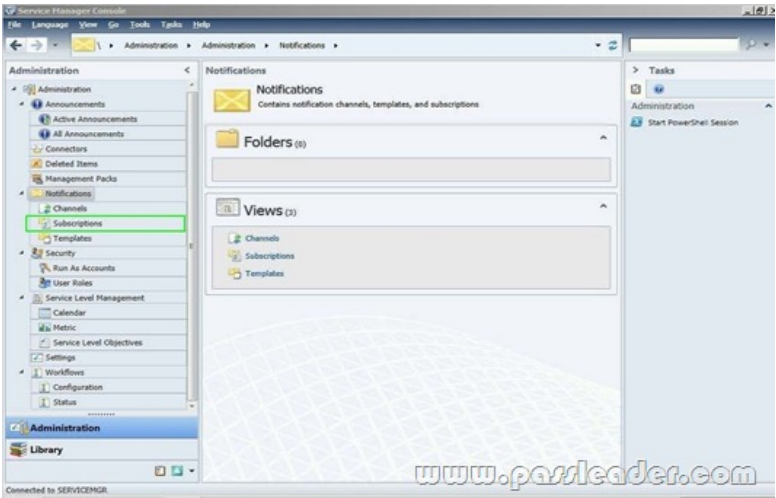 Service Manager Console
File Language View Go Tools Tasks Help
\ Administration Administration Notifications
Administration <
Administration
Announcements
Active Announcements
All Announcements
Connectors
Deleted Items
Management Packs
Notifications
Channels
Subscriptions
Templates
Security
Run As Accounts
User Roles
Service Level Management
Calendar
Metric
Service Level Objectives
Settings
Workflows
Configuration
Status
Administration
Library
Connected to SERVICEMGR
Notifications
Notifications
Contains notification channels, templates, and subscriptions
Folders (0)
Views (3)
Channels
Subscriptions
Templates
> Tasks
Administration
Start PowerShell Session
www.passleader.com